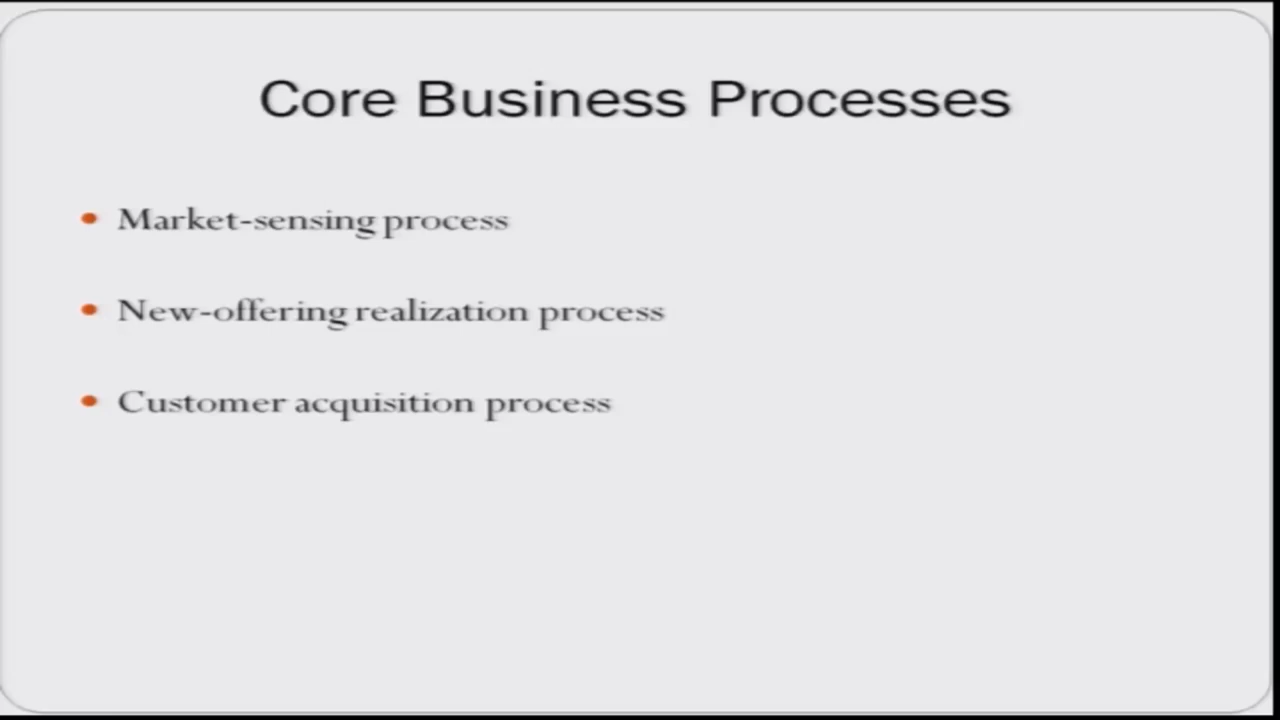 Core Business Processes
Market-sensing process
New-offering realization process
Customer acquisition process